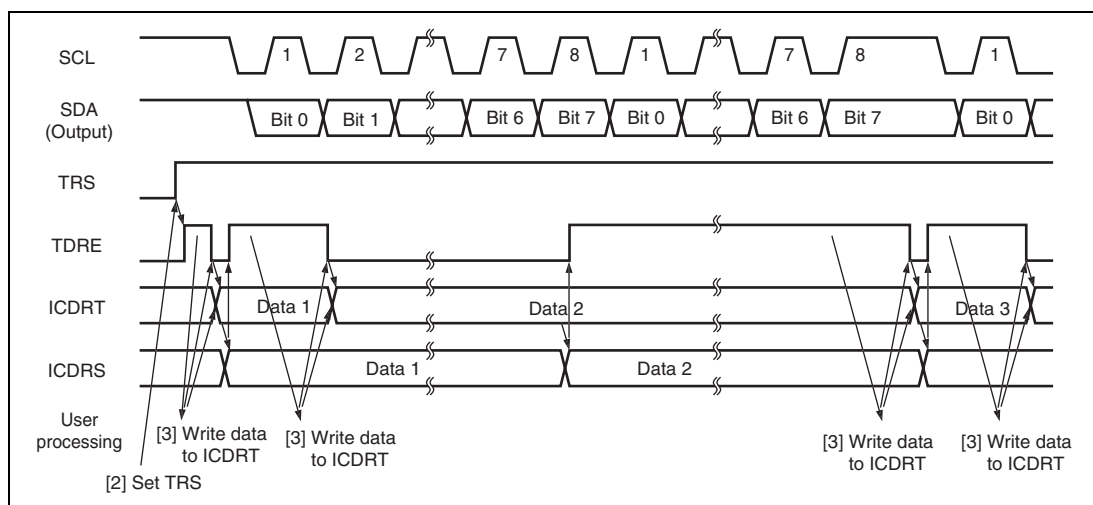 SCL 1 2 7 8 1 7 8 1
SDA
(Output) Bit 0 Bit 1 Bit 6 Bit 7 Bit 0 Bit 6 Bit 7 Bit 0
TRS
TDRE
ICDRT Data 1 Data 2 Data 3
ICDRS Data 1 Data 2
User
processing
[3] Write data
to ICDRT
[3] Write data
to ICDRT
[3] Write data
to ICDRT
[3] Write data
to ICDRT
[2] Set TRS